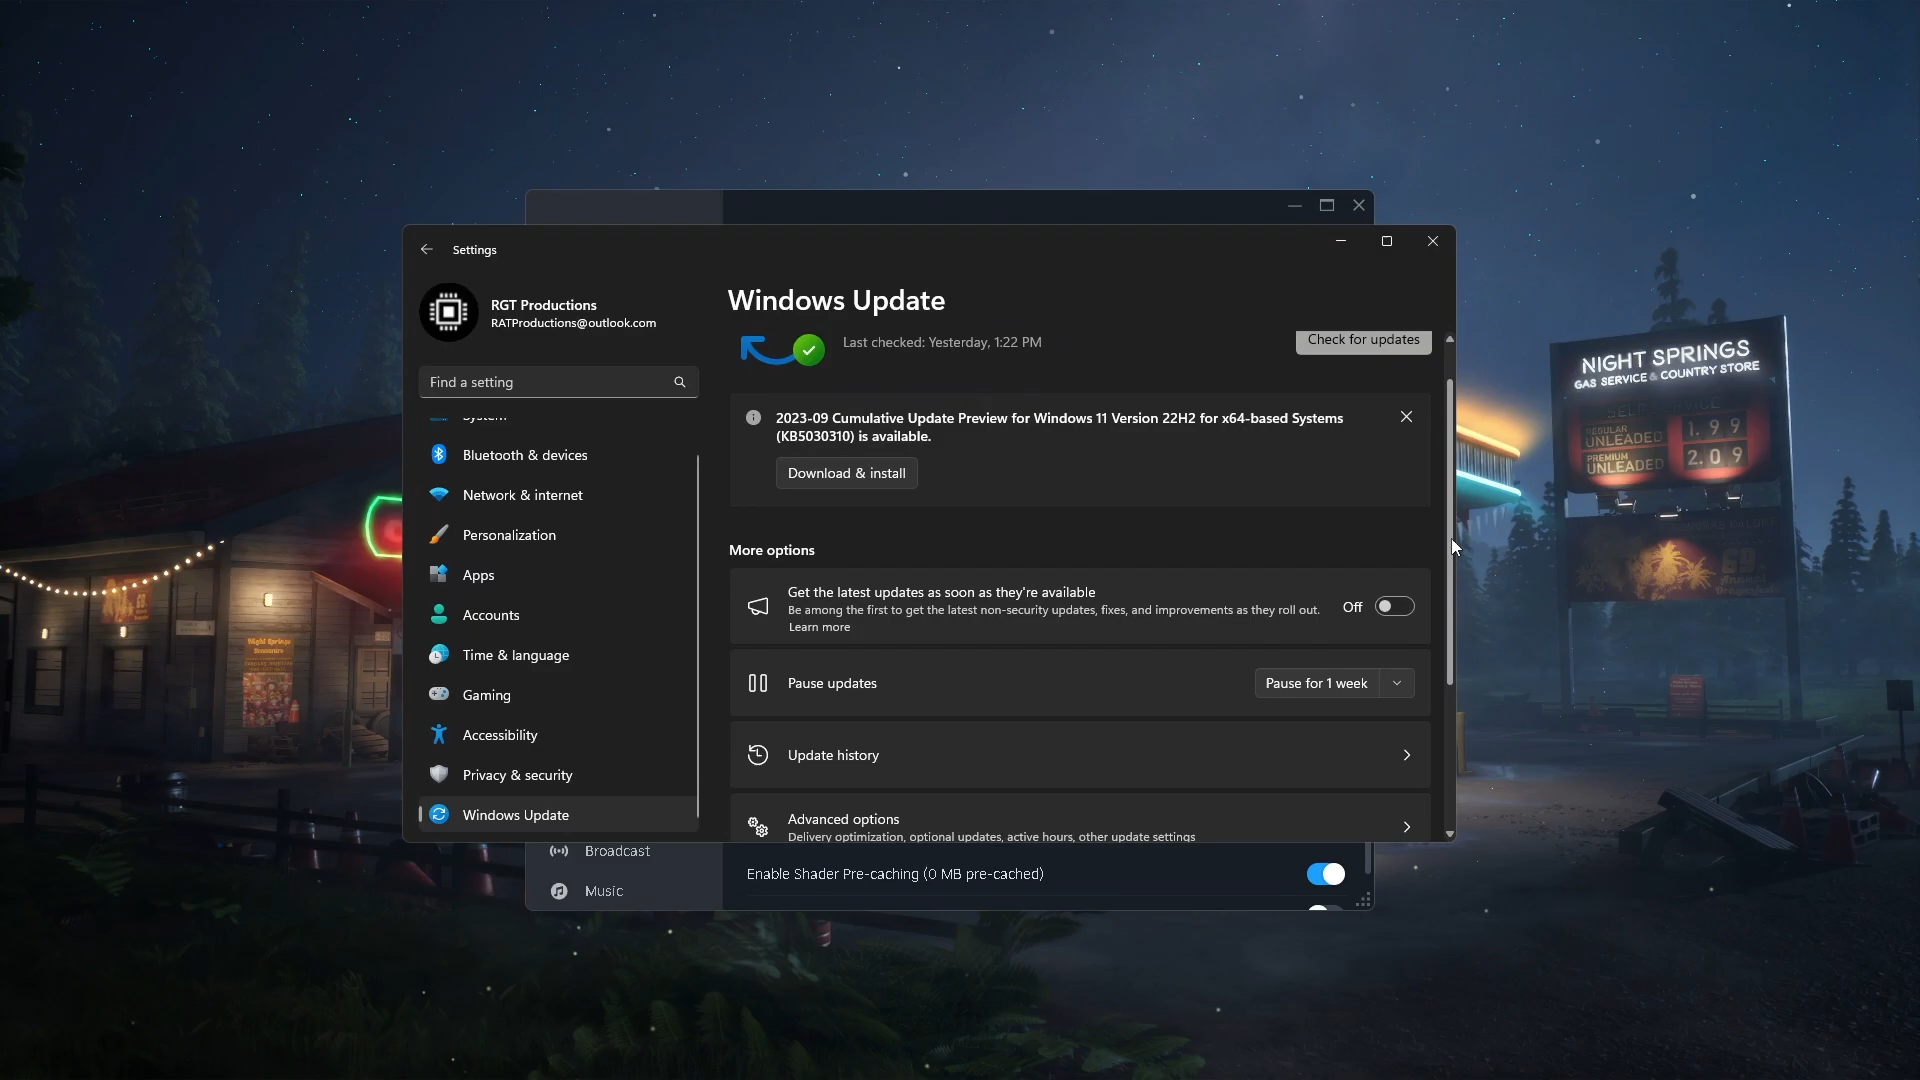 Settings
RGT Productions
RATProductions@outlook.com
Find a setting
System
Bluetooth & devices
Network & internet
Personalization
Apps
Accounts
Time & language
Gaming
Accessibility
Privacy & security
Windows Update
Windows Update
Last checked: Yesterday, 1:22 PM
Check for updates
2023-09 Cumulative Update Preview for Windows 11 Version 22H2 for x64-based Systems
(KB5030310) is available.
Download & install
More options
Get the latest updates as soon as they're available
Be among the first to get the latest non-security updates, fixes, and improvements as they roll out.
Learn more
Off
Pause updates
Pause for 1 week
Update history
Advanced options
Delivery optimization, optional updates, active hours, other update settings
Broadcast
Music
Enable Shader Pre-caching (0 MB pre-cached)
NIGHT SPRINGS
GAS SERVICE & COUNTRY STORE
SELF SERVICE
REGULAR
UNLEADED
1.99
PREMIUM
UNLEADED
2.09
Night Springs